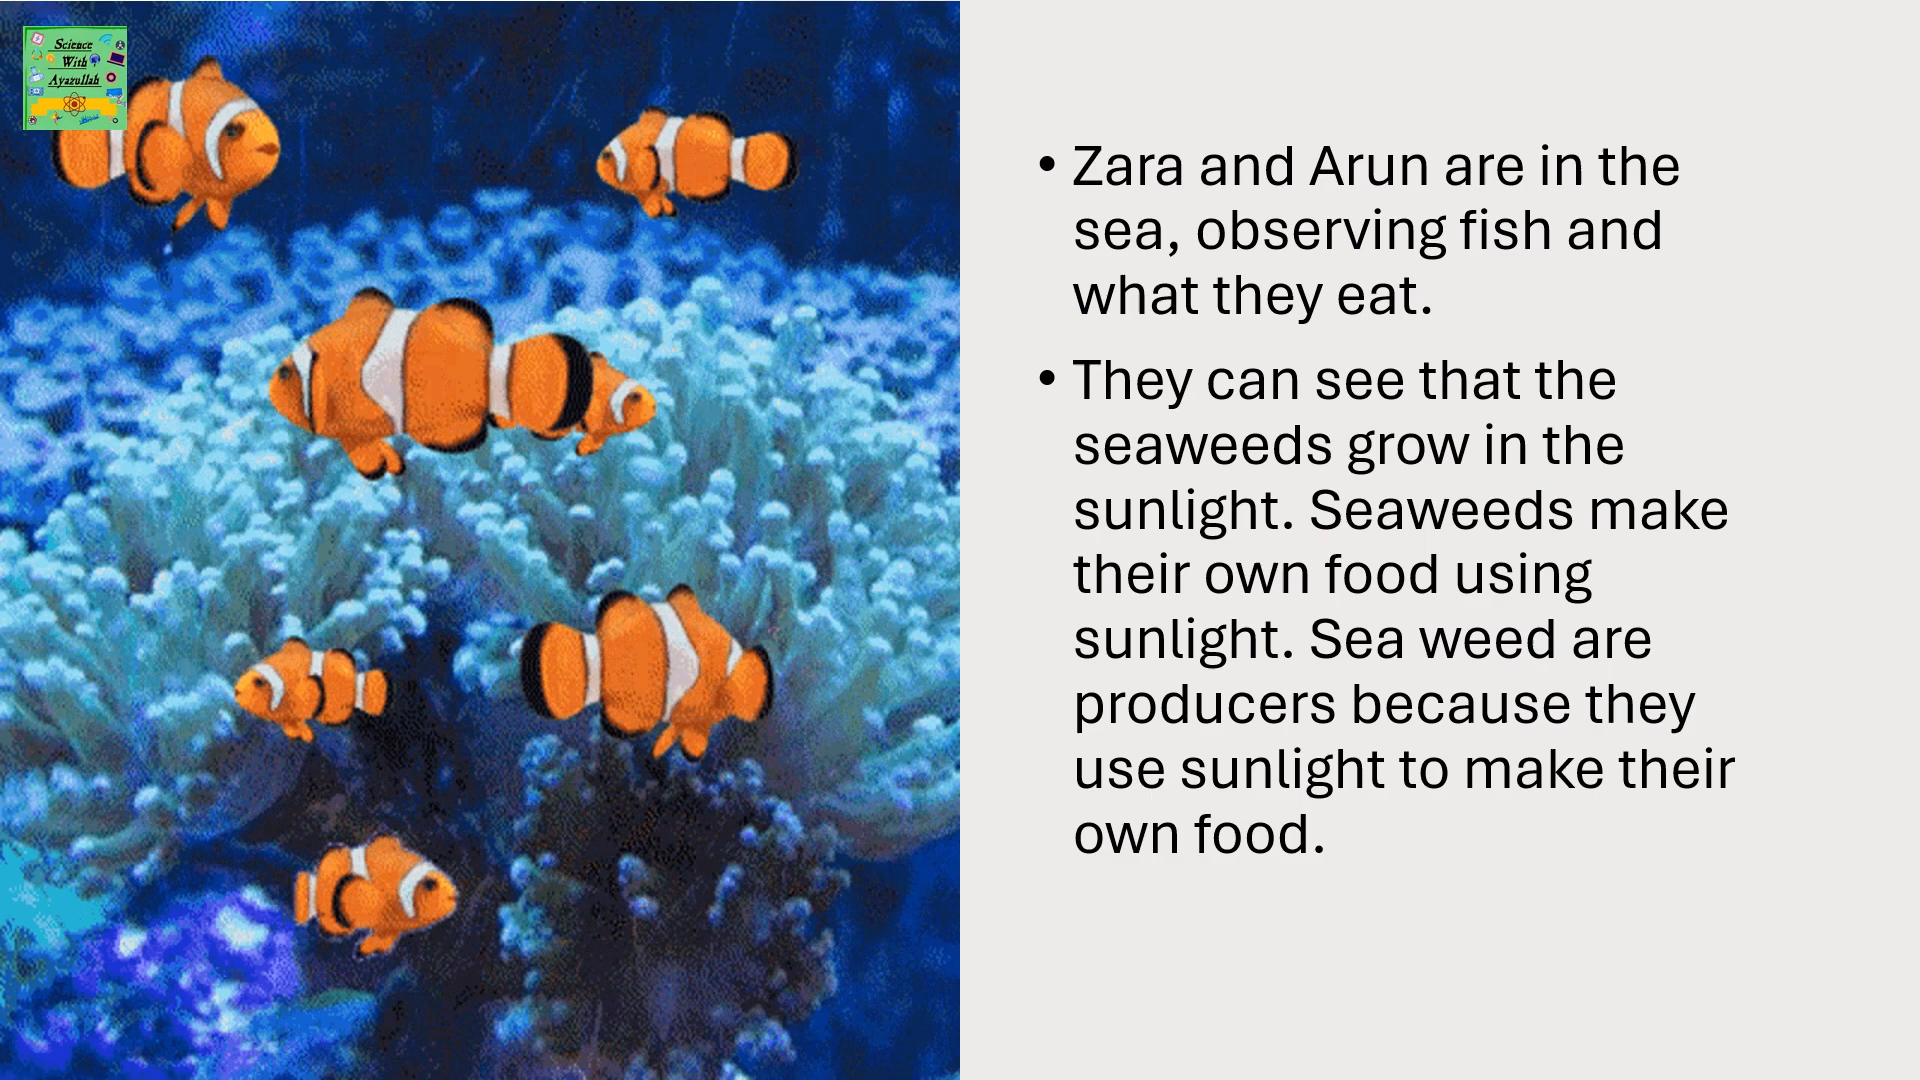 Science
With
Ayazullah
• Zara and Arun are in the
sea, observing fish and
what they eat.
• They can see that the
seaweeds grow in the
sunlight. Seaweeds make
their own food using
sunlight. Sea weed are
producers because they
use sunlight to make their
own food.